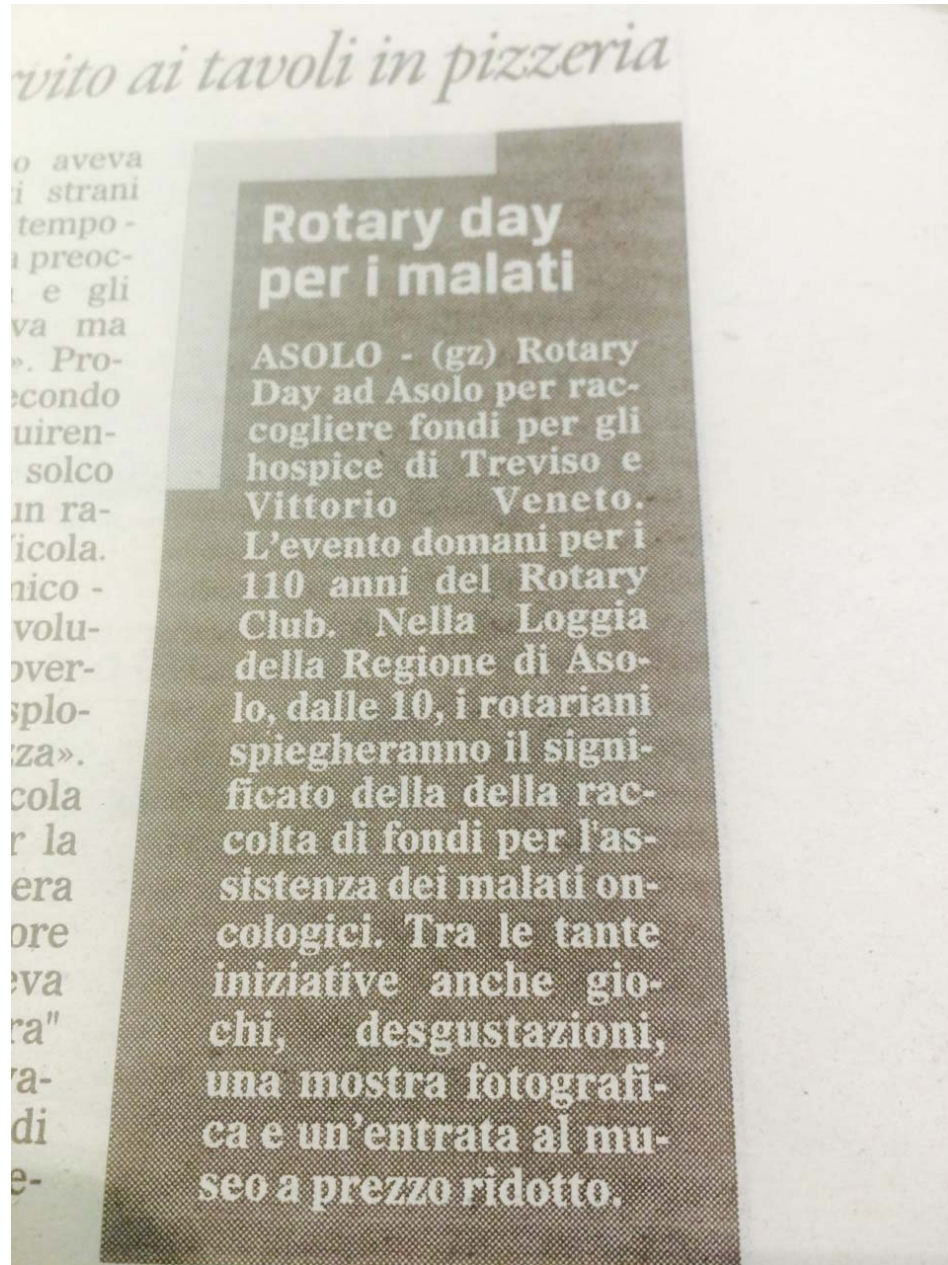 rvito ai tavoli in pizzeria
o aveva
i strani
tempo-
a preoc-
e gli
va ma
». Pro-
econdo
uiren-
solco
un ra-
icola.
nico -
volu-
over-
splo-
zza».
cola
r la
era
ore
eva
ra"
a-
di
e-
Rotary day
per i malati
ASOLO - (gz) Rotary
Day ad Asolo per rac-
cogliere fondi per gli
hospice di Treviso e
Vittorio Veneto.
L'evento domani per i
110 anni del Rotary
Club. Nella Loggia
della Regione di Aso-
lo, dalle 10, i rotariani
spiegheranno il signi-
ficato della della rac-
colta di fondi per l'as-
sistenza dei malati on-
cologici. Tra le tante
iniziative anche gio-
chi, desgustazioni,
una mostra fotografi-
ca e un'entrata al mu-
seo a prezzo ridotto.